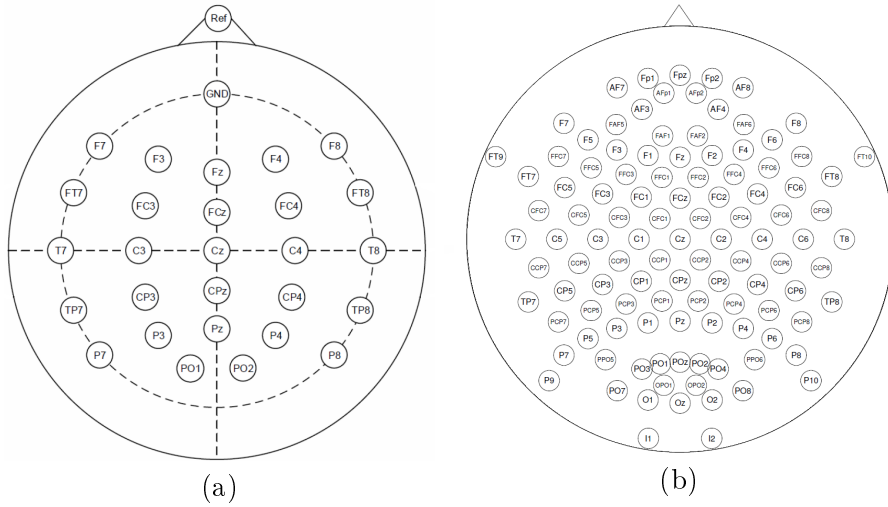 Ref
GND
F7 F8
F3 F4
Fz
FT7 FT8
FC3 FCz FC4
T7 C3 Cz C4 T8
CPz
CP3 CP4
TP7 TP8
Pz
P3 P4
P7 P8
PO1 PO2
(a)
Fp1 Fpz Fp2
AF7 AFp1 AFp2 AF8
AF3 AF4
F7 FAF5 FAF6 F8
F5 FAF1 FAF2 F6
F3 F4
FT9 FFC7 F1 Fz F2 FFC8 FT10
FFC5 FFC6
FT7 FFC3 FFC1 FFC2 FFC4 FT8
FC5 FC3 FC4 FC6
FC1 FCz FC2
CFC7 CFC5 CFC3 CFC1 CFC2 CFC4 CFC6 CFC8
T7 C5 C3 C1 Cz C2 C4 C6 T8
CCP7 CCP5 CCP3 CCP1 CCP2 CCP4 CCP6 CCP8
CP5 CP3 CP1 CPz CP2 CP4 CP6
TP7 PCP5 PCP3 PCP1 PCP2 PCP4 PCP6 TP8
PCP7 P3 P1 Pz P2 P4 PCP8
P5 P6
P7 PPO5 PPO6 P8
PO3 PO1 POz PO2 PO4
P9 P10
PO7 OPO1 OPO2 PO8
O1 Oz O2
I1 I2
(b)